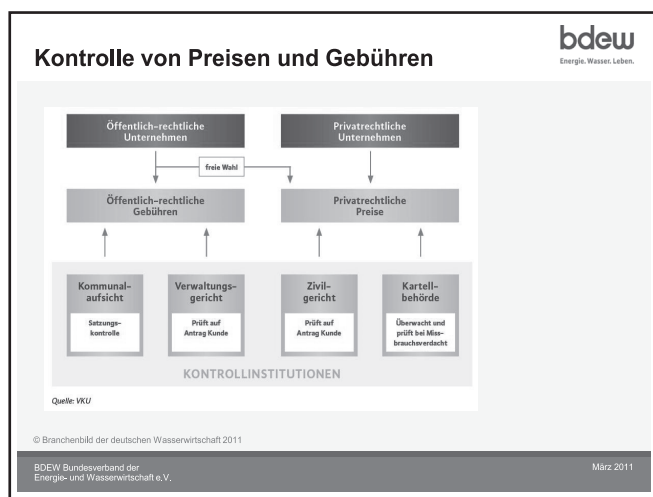 Kontrolle von Preisen und Gebühren
bdew
Energie. Wasser. Leben.
Öffentlich-rechtliche
Unternehmen
Privatrechtliche
Unternehmen
freie Wahl
Öffentlich-rechtliche
Gebühren
Privatrechtliche
Preise
Kommunal-
aufsicht
Satzungs-
kontrolle
Verwaltungs-
gericht
Prüft auf
Antrag Kunde
Zivil-
gericht
Prüft auf
Antrag Kunde
Kartell-
behörde
Überwacht und
prüft bei Miss-
brauchsverdacht
KONTROLLINSTITUTIONEN
Quelle: VKU
© Branchenbild der deutschen Wasserwirtschaft 2011
BDEW Bundesverband der
Energie- und Wasserwirtschaft e.V.
März 2011